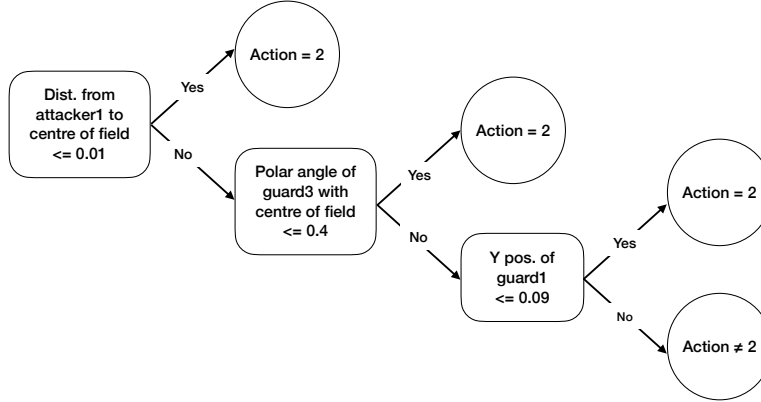 Dist. from
attacker1 to
centre of field
<= 0.01
Yes
Action = 2
No
Polar angle of
guard3 with
centre of field
<= 0.4
Yes
Action = 2
No
Y pos. of
guard1
<= 0.09
Yes
Action = 2
No
Action ≠ 2